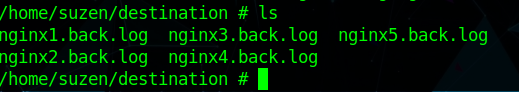 /home/suzen/destination # ls
nginx1.back.log  nginx3.back.log  nginx5.back.log
nginx2.back.log  nginx4.back.log
/home/suzen/destination #